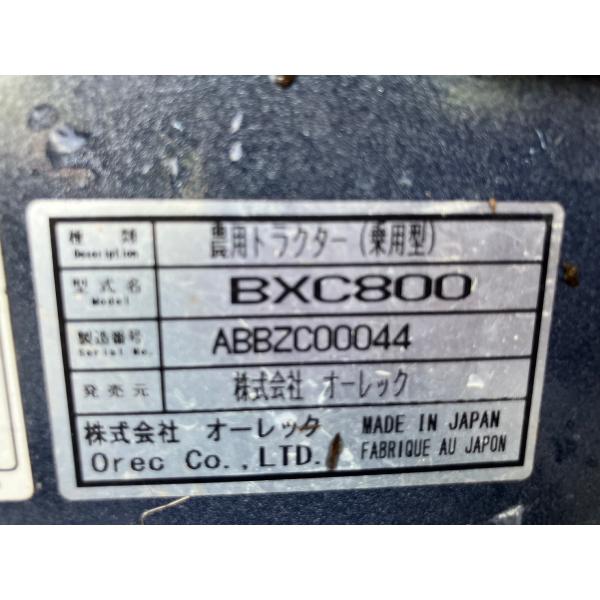 種類 農用トラクター(乗用型)
Description
型式名 BXC800
Model
製造番号 ABBZC00044
Serial No.
発売元 株式会社 オーレック
株式会社 オーレック MADE IN JAPAN
Orec Co.,LTD. FABRIQUE AU JAPON